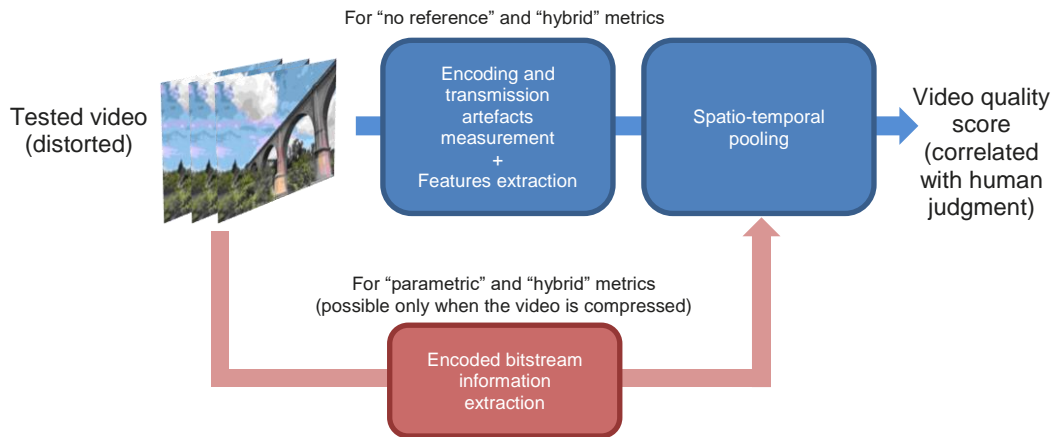 For “no reference” and “hybrid” metrics
Tested video
(distorted)
Encoding and
transmission
artefacts
measurement
+
Features extraction
Spatio-temporal
pooling
Video quality
score
(correlated
with human
judgment)
For “parametric” and “hybrid” metrics
(possible only when the video is compressed)
Encoded bitstream
information
extraction